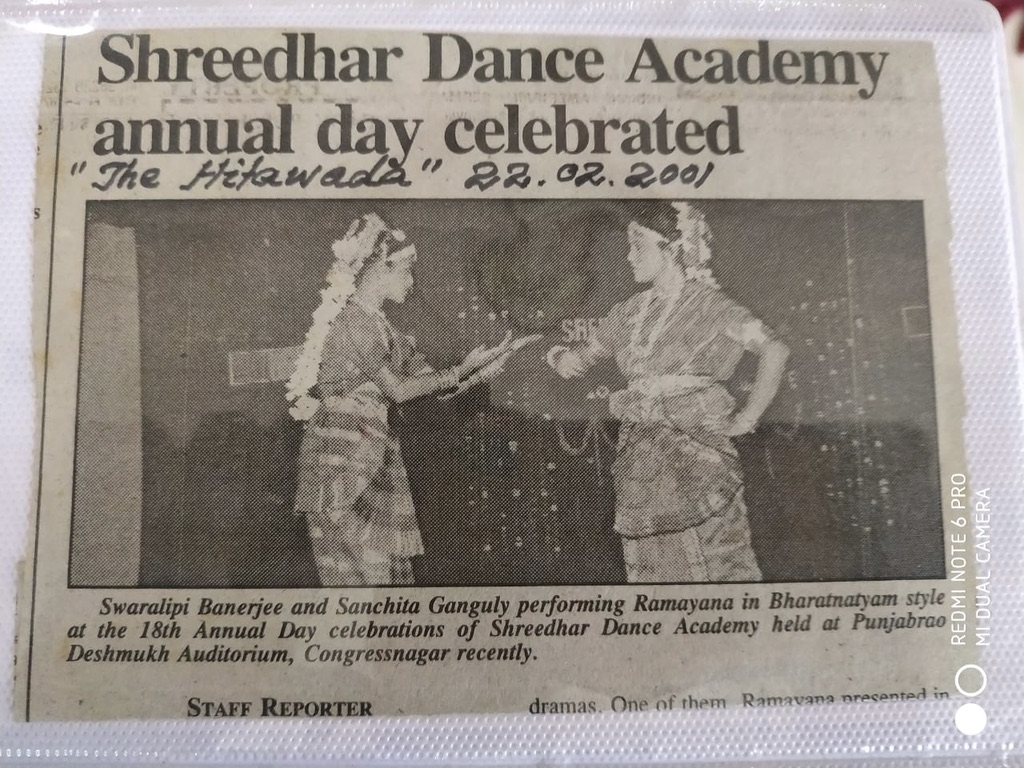 Shreedhar Dance Academy
annual day celebrated
"The Hitawada" 22.02.2001
Swaralipi Banerjee and Sanchita Ganguly performing Ramayana in Bharatnatyam style
at the 18th Annual Day celebrations of Shreedhar Dance Academy held at Punjabrao
Deshmukh Auditorium, Congressnagar recently.
STAFF REPORTER
dramas. One of them, Ramayana presented in
REDMI NOTE 6 PRO
MI DUAL CAMERA